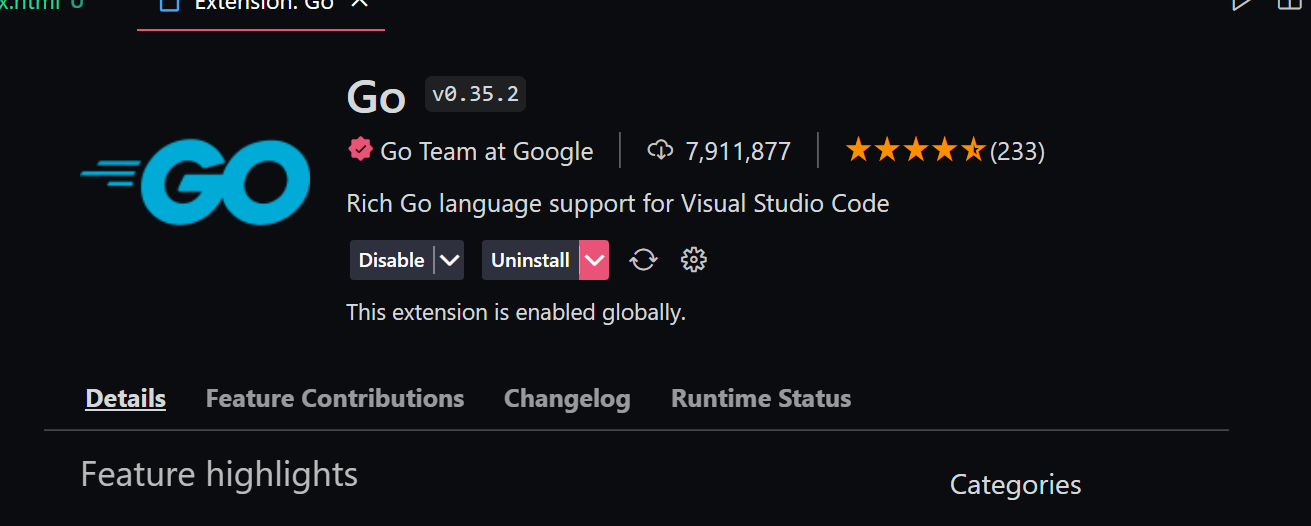 x.html U
Extension: Go
Go v0.35.2
Go Team at Google 7,911,877 (233)
GO
Rich Go language support for Visual Studio Code
Disable Uninstall
This extension is enabled globally.
Details Feature Contributions Changelog Runtime Status
Feature highlights
Categories